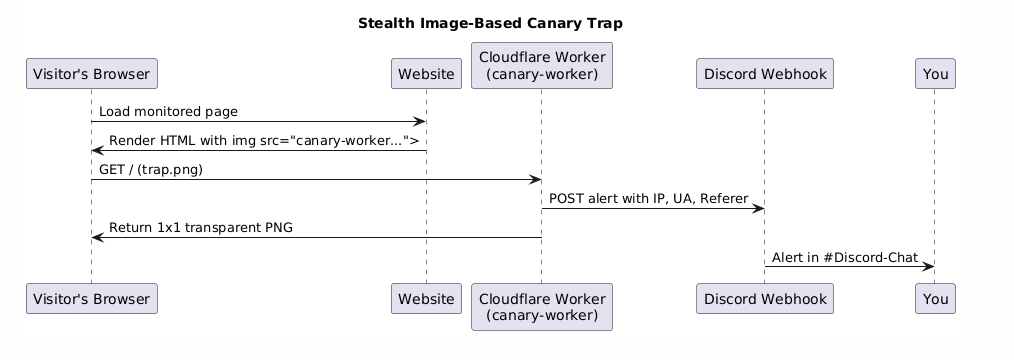 Stealth Image-Based Canary Trap
Visitor's Browser
Website
Cloudflare Worker
(canary-worker)
Discord Webhook
You
Load monitored page
Render HTML with img src="canary-worker...">
GET / (trap.png)
POST alert with IP, UA, Referer
Return 1x1 transparent PNG
Alert in #Discord-Chat
Visitor's Browser
Website
Cloudflare Worker
(canary-worker)
Discord Webhook
You